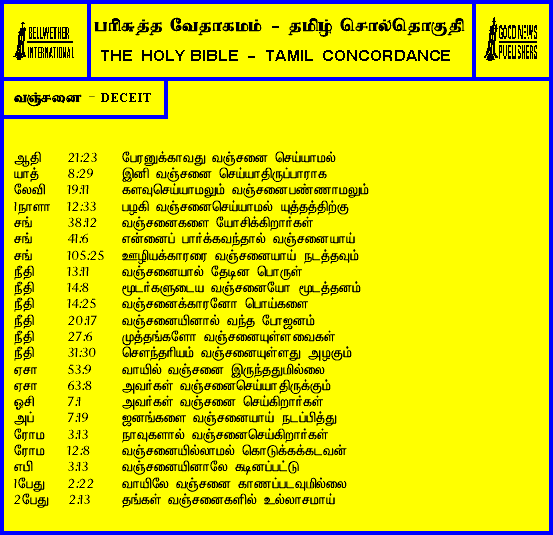 BELLWETHER
INTERNATIONAL
பரிசுத்த வேதாகமம் - தமிழ் சொல்தொகுதி
THE HOLY BIBLE - TAMIL CONCORDANCE
GOOD NEWS
PUBLISHERS
வஞ்சனை - DECEIT
ஆதி 21:23 பேரனுக்காவது வஞ்சனை செய்யாமல்
யாத் 8:29 இனி வஞ்சனை செய்யாதிருப்பாராக
லேவி 19:11 களவுசெய்யாமலும் வஞ்சனைபண்ணாமலும்
1நாளா 12:33 பழகி வஞ்சனைசெய்யாமல் யுத்தத்திற்கு
சங் 38:12 வஞ்சனைகளை யோசிக்கிறார்கள்
சங் 41:6 என்னைப் பார்க்கவந்தால் வஞ்சனையாய்
சங் 105:25 ஊழியக்காரரை வஞ்சனையாய் நடத்தவும்
நீதி 13:11 வஞ்சனையால் தேடின பொருள்
நீதி 14:8 மூடர்களுடைய வஞ்சனையோ மூடத்தனம்
நீதி 14:25 வஞ்சனைக்காரனோ பொய்களை
நீதி 20:17 வஞ்சனையினால் வந்த போஜனம்
நீதி 27:6 முத்தங்களோ வஞ்சனையுள்ளவைகள்
நீதி 31:30 சௌந்தரியம் வஞ்சனையுள்ளது அழகும்
ஏசா 53:9 வாயில் வஞ்சனை இருந்ததுமில்லை
ஏசா 63:8 அவர்கள் வஞ்சனைசெய்யாதிருக்கும்
ஓசி 7:1 அவர்கள் வஞ்சனை செய்கிறார்கள்
அப் 7:19 ஜனங்களை வஞ்சனையாய் நடப்பித்து
ரோம 3:13 நாவுகளால் வஞ்சனைசெய்கிறார்கள்
ரோம 12:8 வஞ்சனையில்லாமல் கொடுக்கக்கடவன்
எபி 3:13 வஞ்சனையினாலே கடினப்பட்டு
1பேது 2:22 வாயிலே வஞ்சனை காணப்படவுமில்லை
2பேது 2:13 தங்கள் வஞ்சனைகளில் உல்லாசமாய்